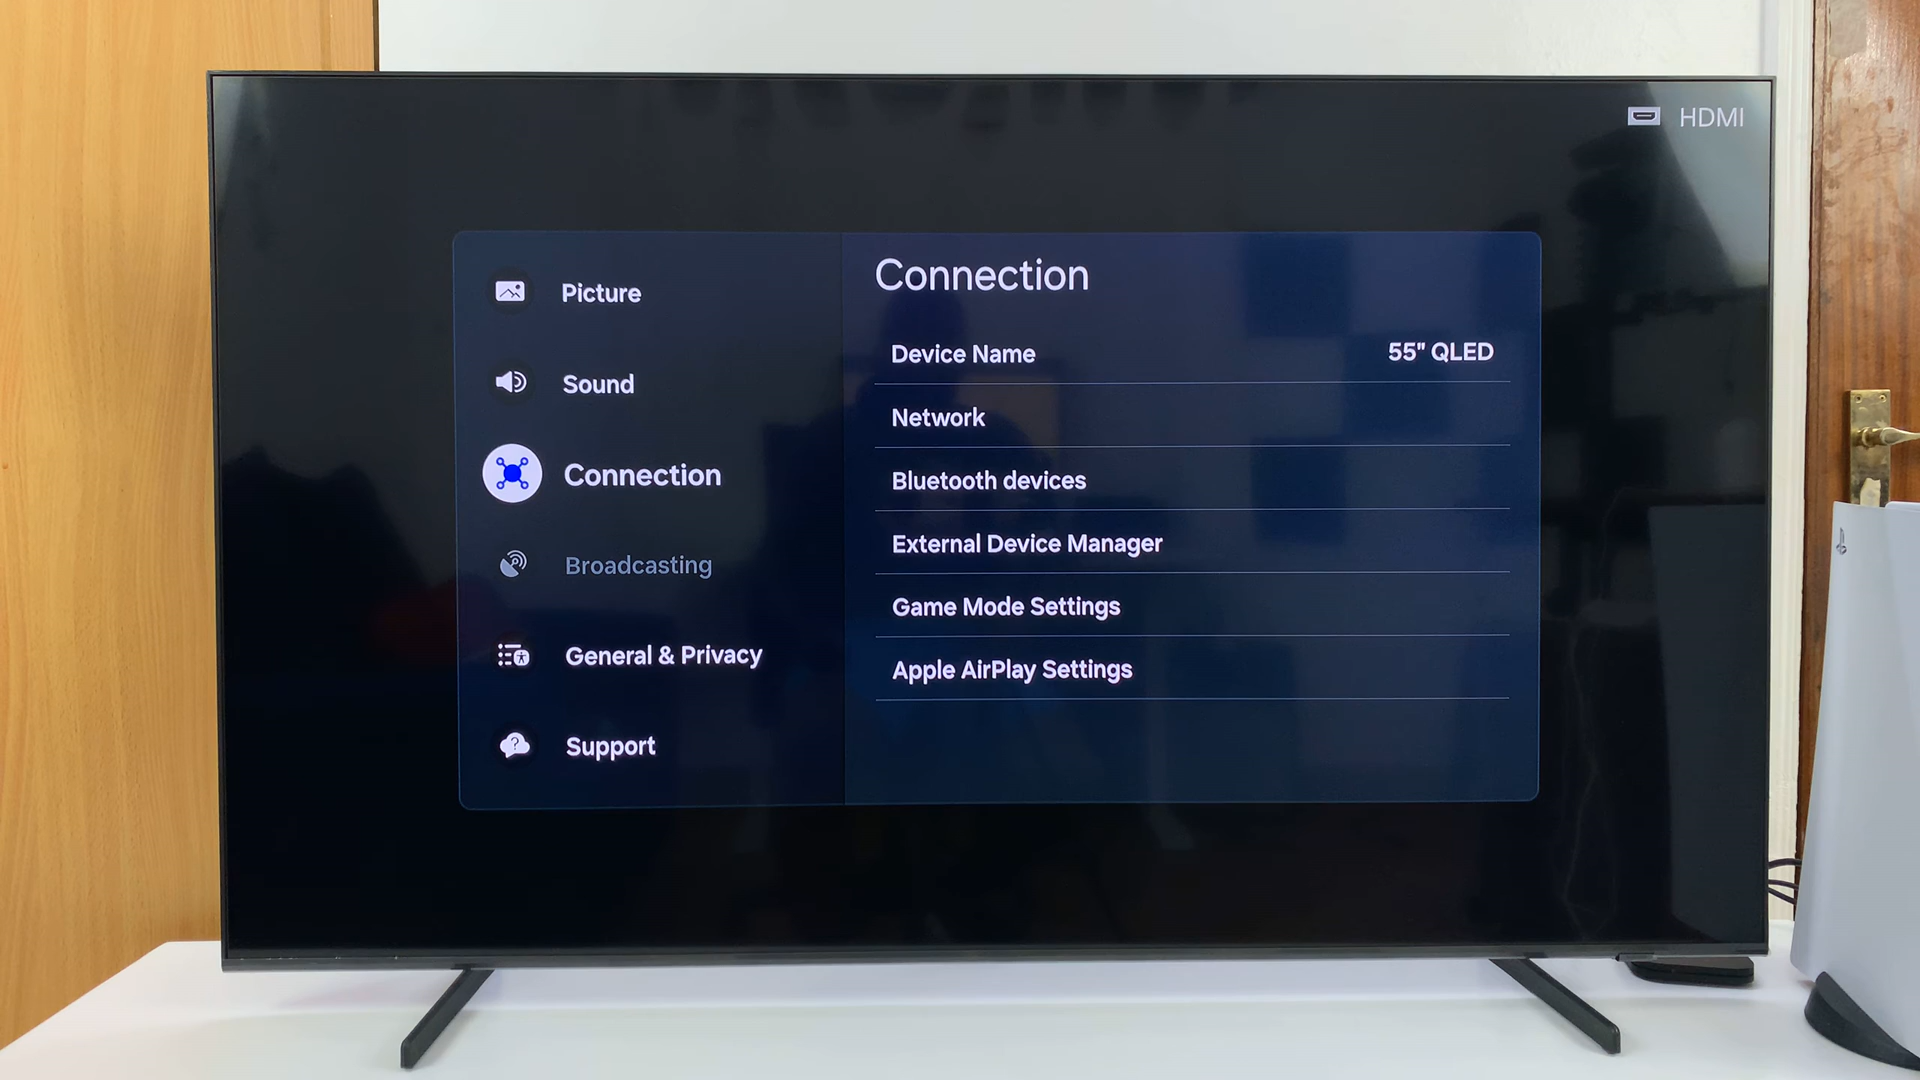 HDMI
Picture
Sound
Connection
Broadcasting
General & Privacy
Support
Connection
Device Name 55" QLED
Network
Bluetooth devices
External Device Manager
Game Mode Settings
Apple AirPlay Settings